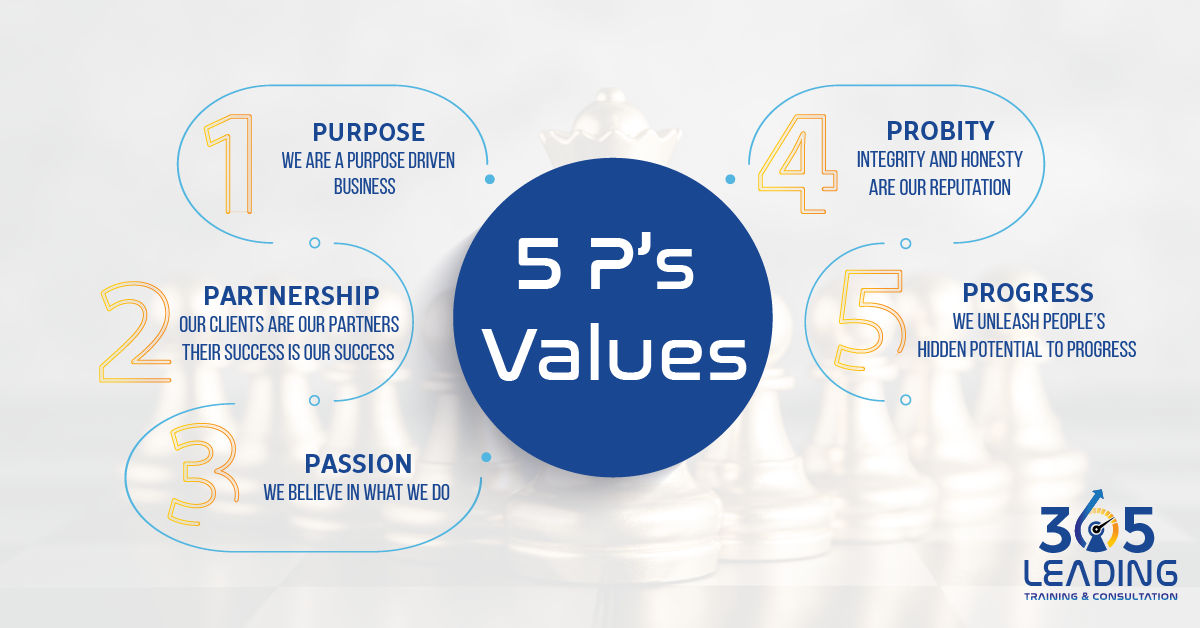 1
PURPOSE
WE ARE A PURPOSE DRIVEN
BUSINESS
2
PARTNERSHIP
OUR CLIENTS ARE OUR PARTNERS
THEIR SUCCESS IS OUR SUCCESS
3
PASSION
WE BELIEVE IN WHAT WE DO
5 P's
Values
4
PROBITY
INTEGRITY AND HONESTY
ARE OUR REPUTATION
5
PROGRESS
WE UNLEASH PEOPLE'S
HIDDEN POTENTIAL TO PROGRESS
365
LEADING
TRAINING & CONSULTATION